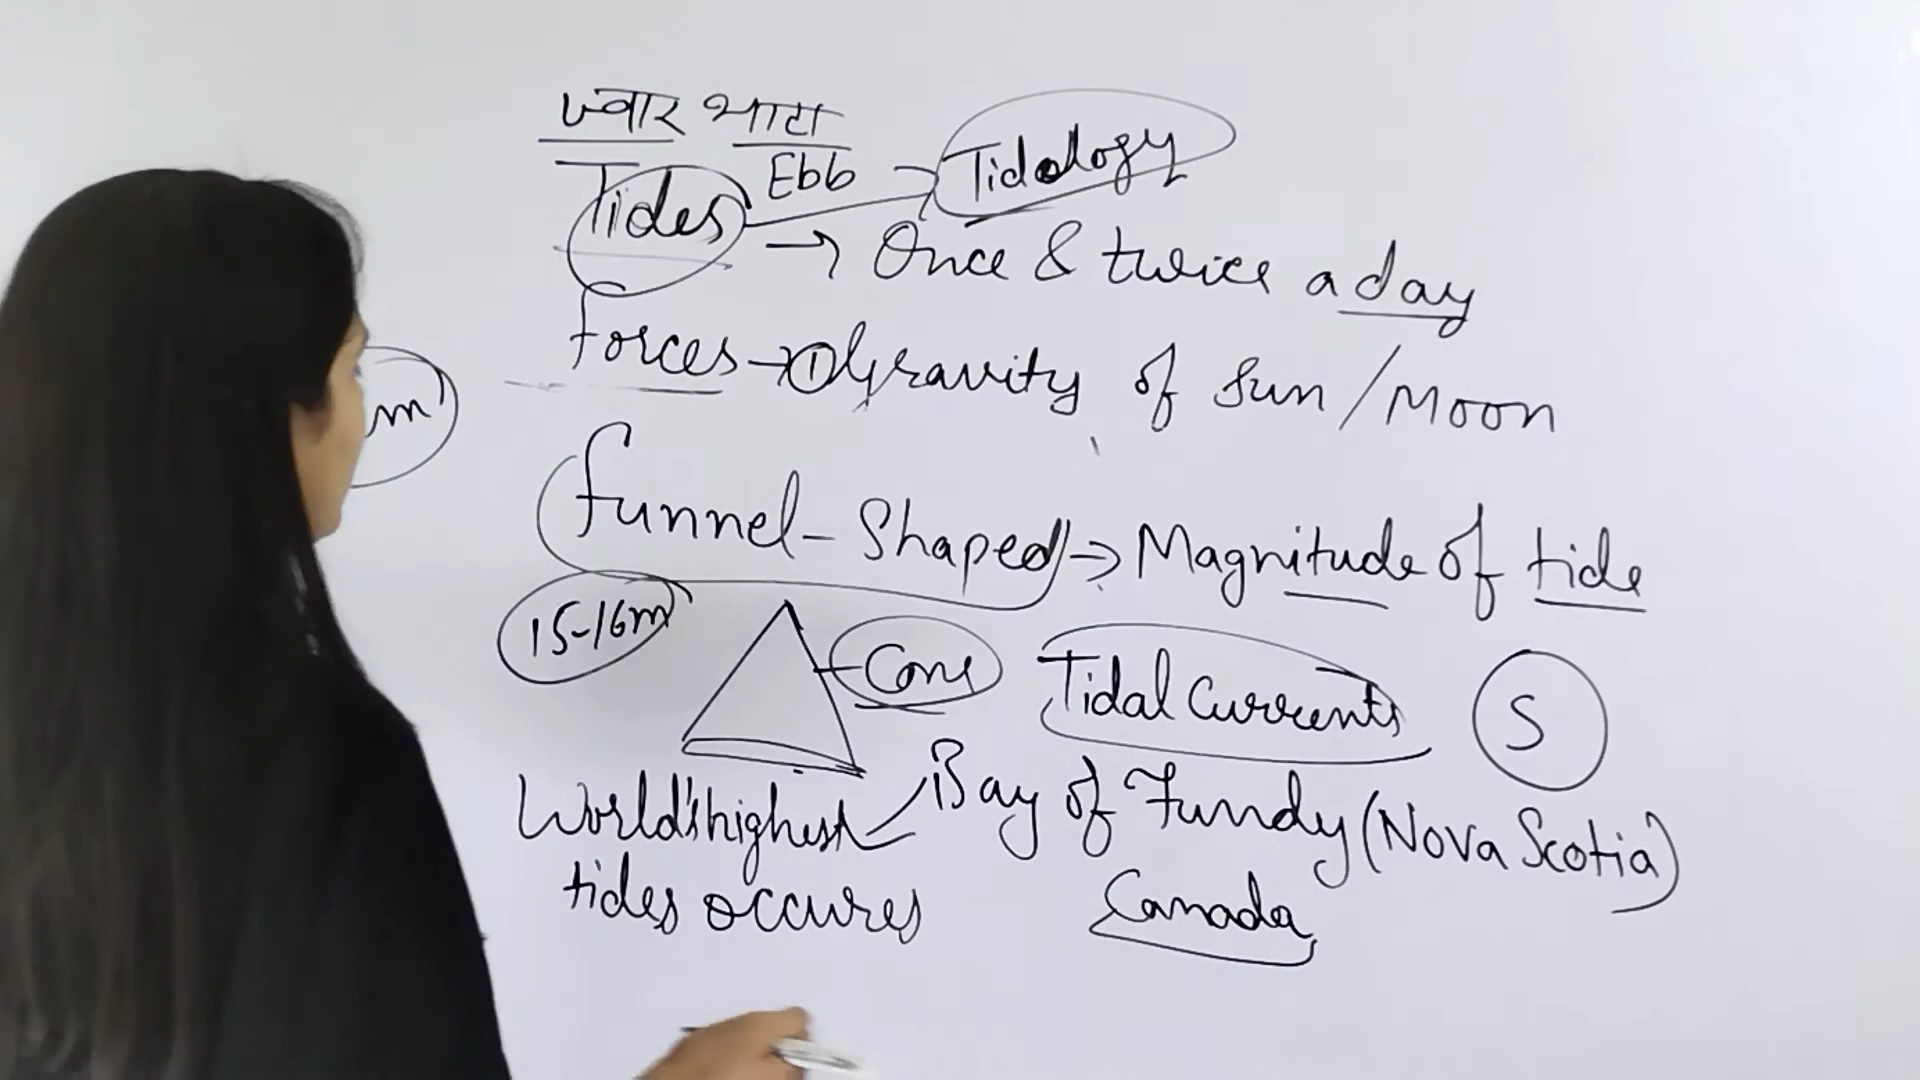 ज्वार भाटा
Ebb Tidology
Tides → Once & twice a day
forces → ① Gravity of Sun / Moon
m
funnel-Shaped → Magnitude of tide
15-16m Cone Tidal Currents S
World's highest Bay of Fundy (Nova Scotia)
tides occures Canada